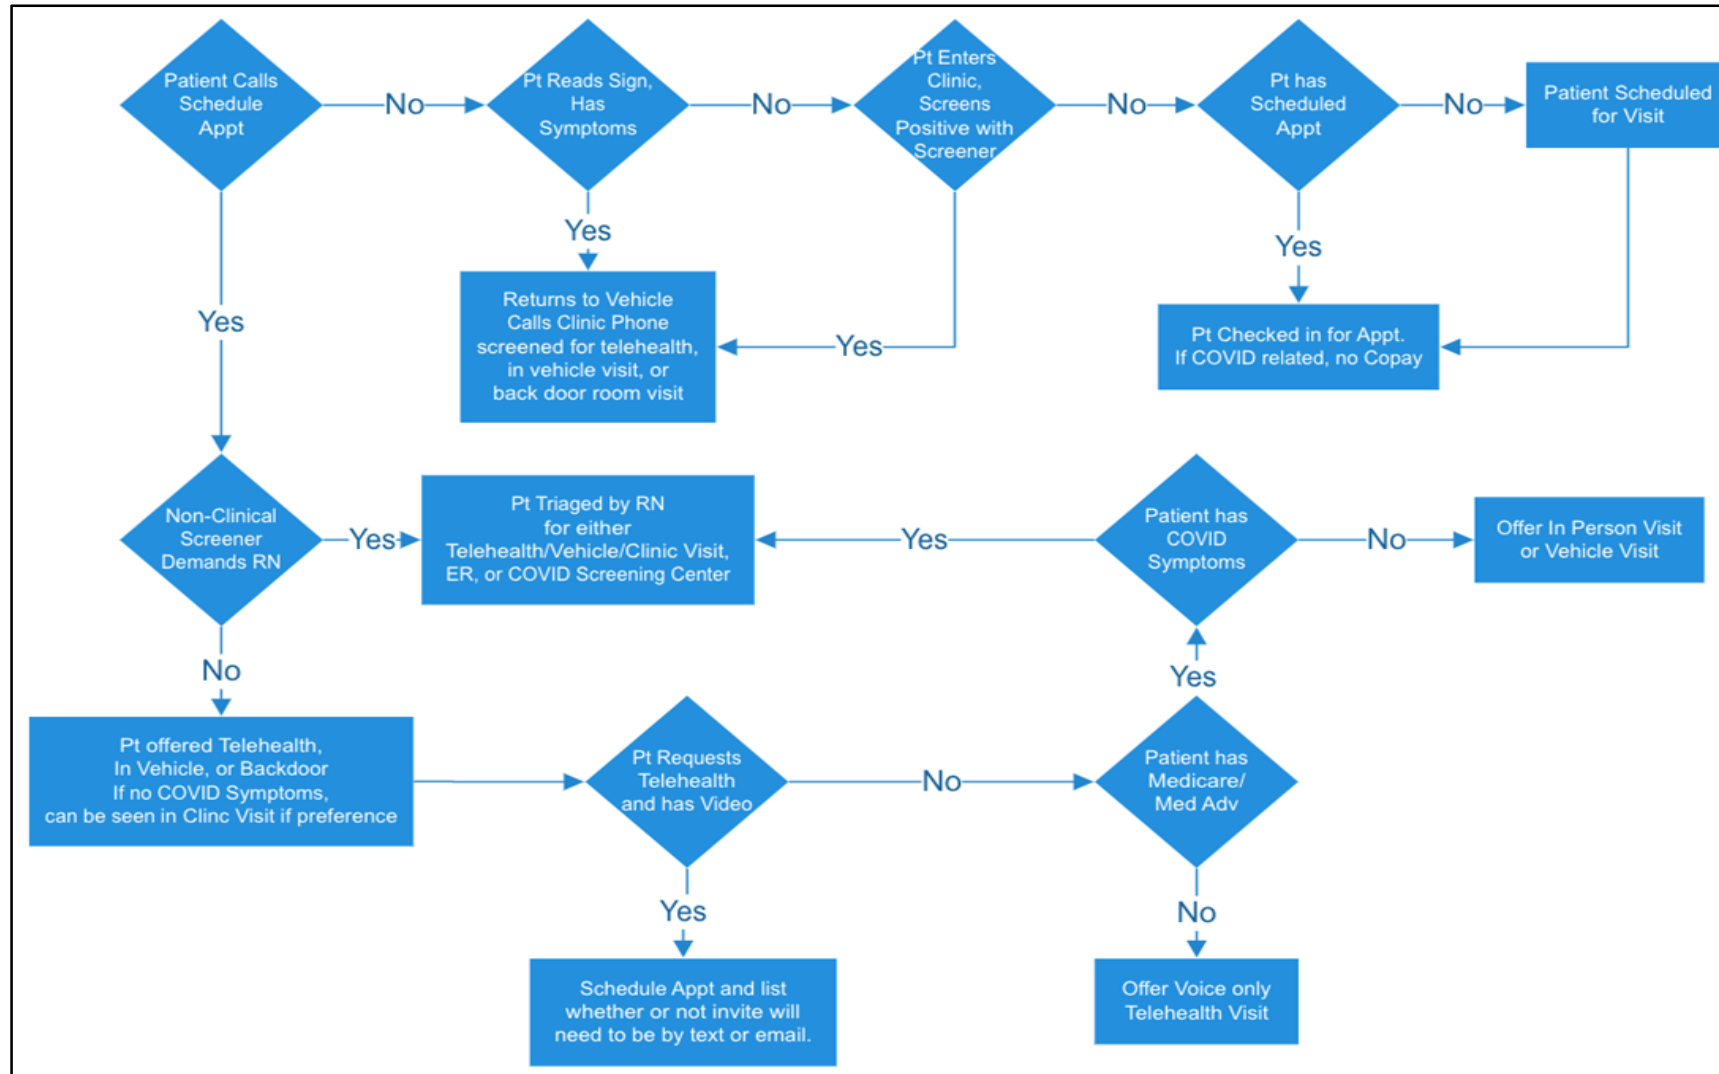 Patient Calls
Schedule
Appt
No
Pt Reads Sign,
Has
Symptoms
No
Pt Enters
Clinic,
Screens
Positive with
Screener
No
Pt has
Scheduled
Appt
No
Patient Scheduled
for Visit
Yes
Yes
Yes
Returns to Vehicle
Calls Clinic Phone
screened for telehealth,
in vehicle visit, or
back door room visit
Yes
Pt Checked in for Appt.
If COVID related, no Copay
Non-Clinical
Screener
Demands RN
Yes
Pt Triaged by RN
for either
Telehealth/Vehicle/Clinic Visit,
ER, or COVID Screening Center
Yes
Patient has
COVID
Symptoms
No
Offer In Person Visit
or Vehicle Visit
No
Yes
Pt offered Telehealth,
In Vehicle, or Backdoor
If no COVID Symptoms,
can be seen in Clinc Visit if preference
Pt Requests
Telehealth
and has Video
No
Patient has
Medicare/
Med Adv
Yes
No
Schedule Appt and list
whether or not invite will
need to be by text or email.
Offer Voice only
Telehealth Visit